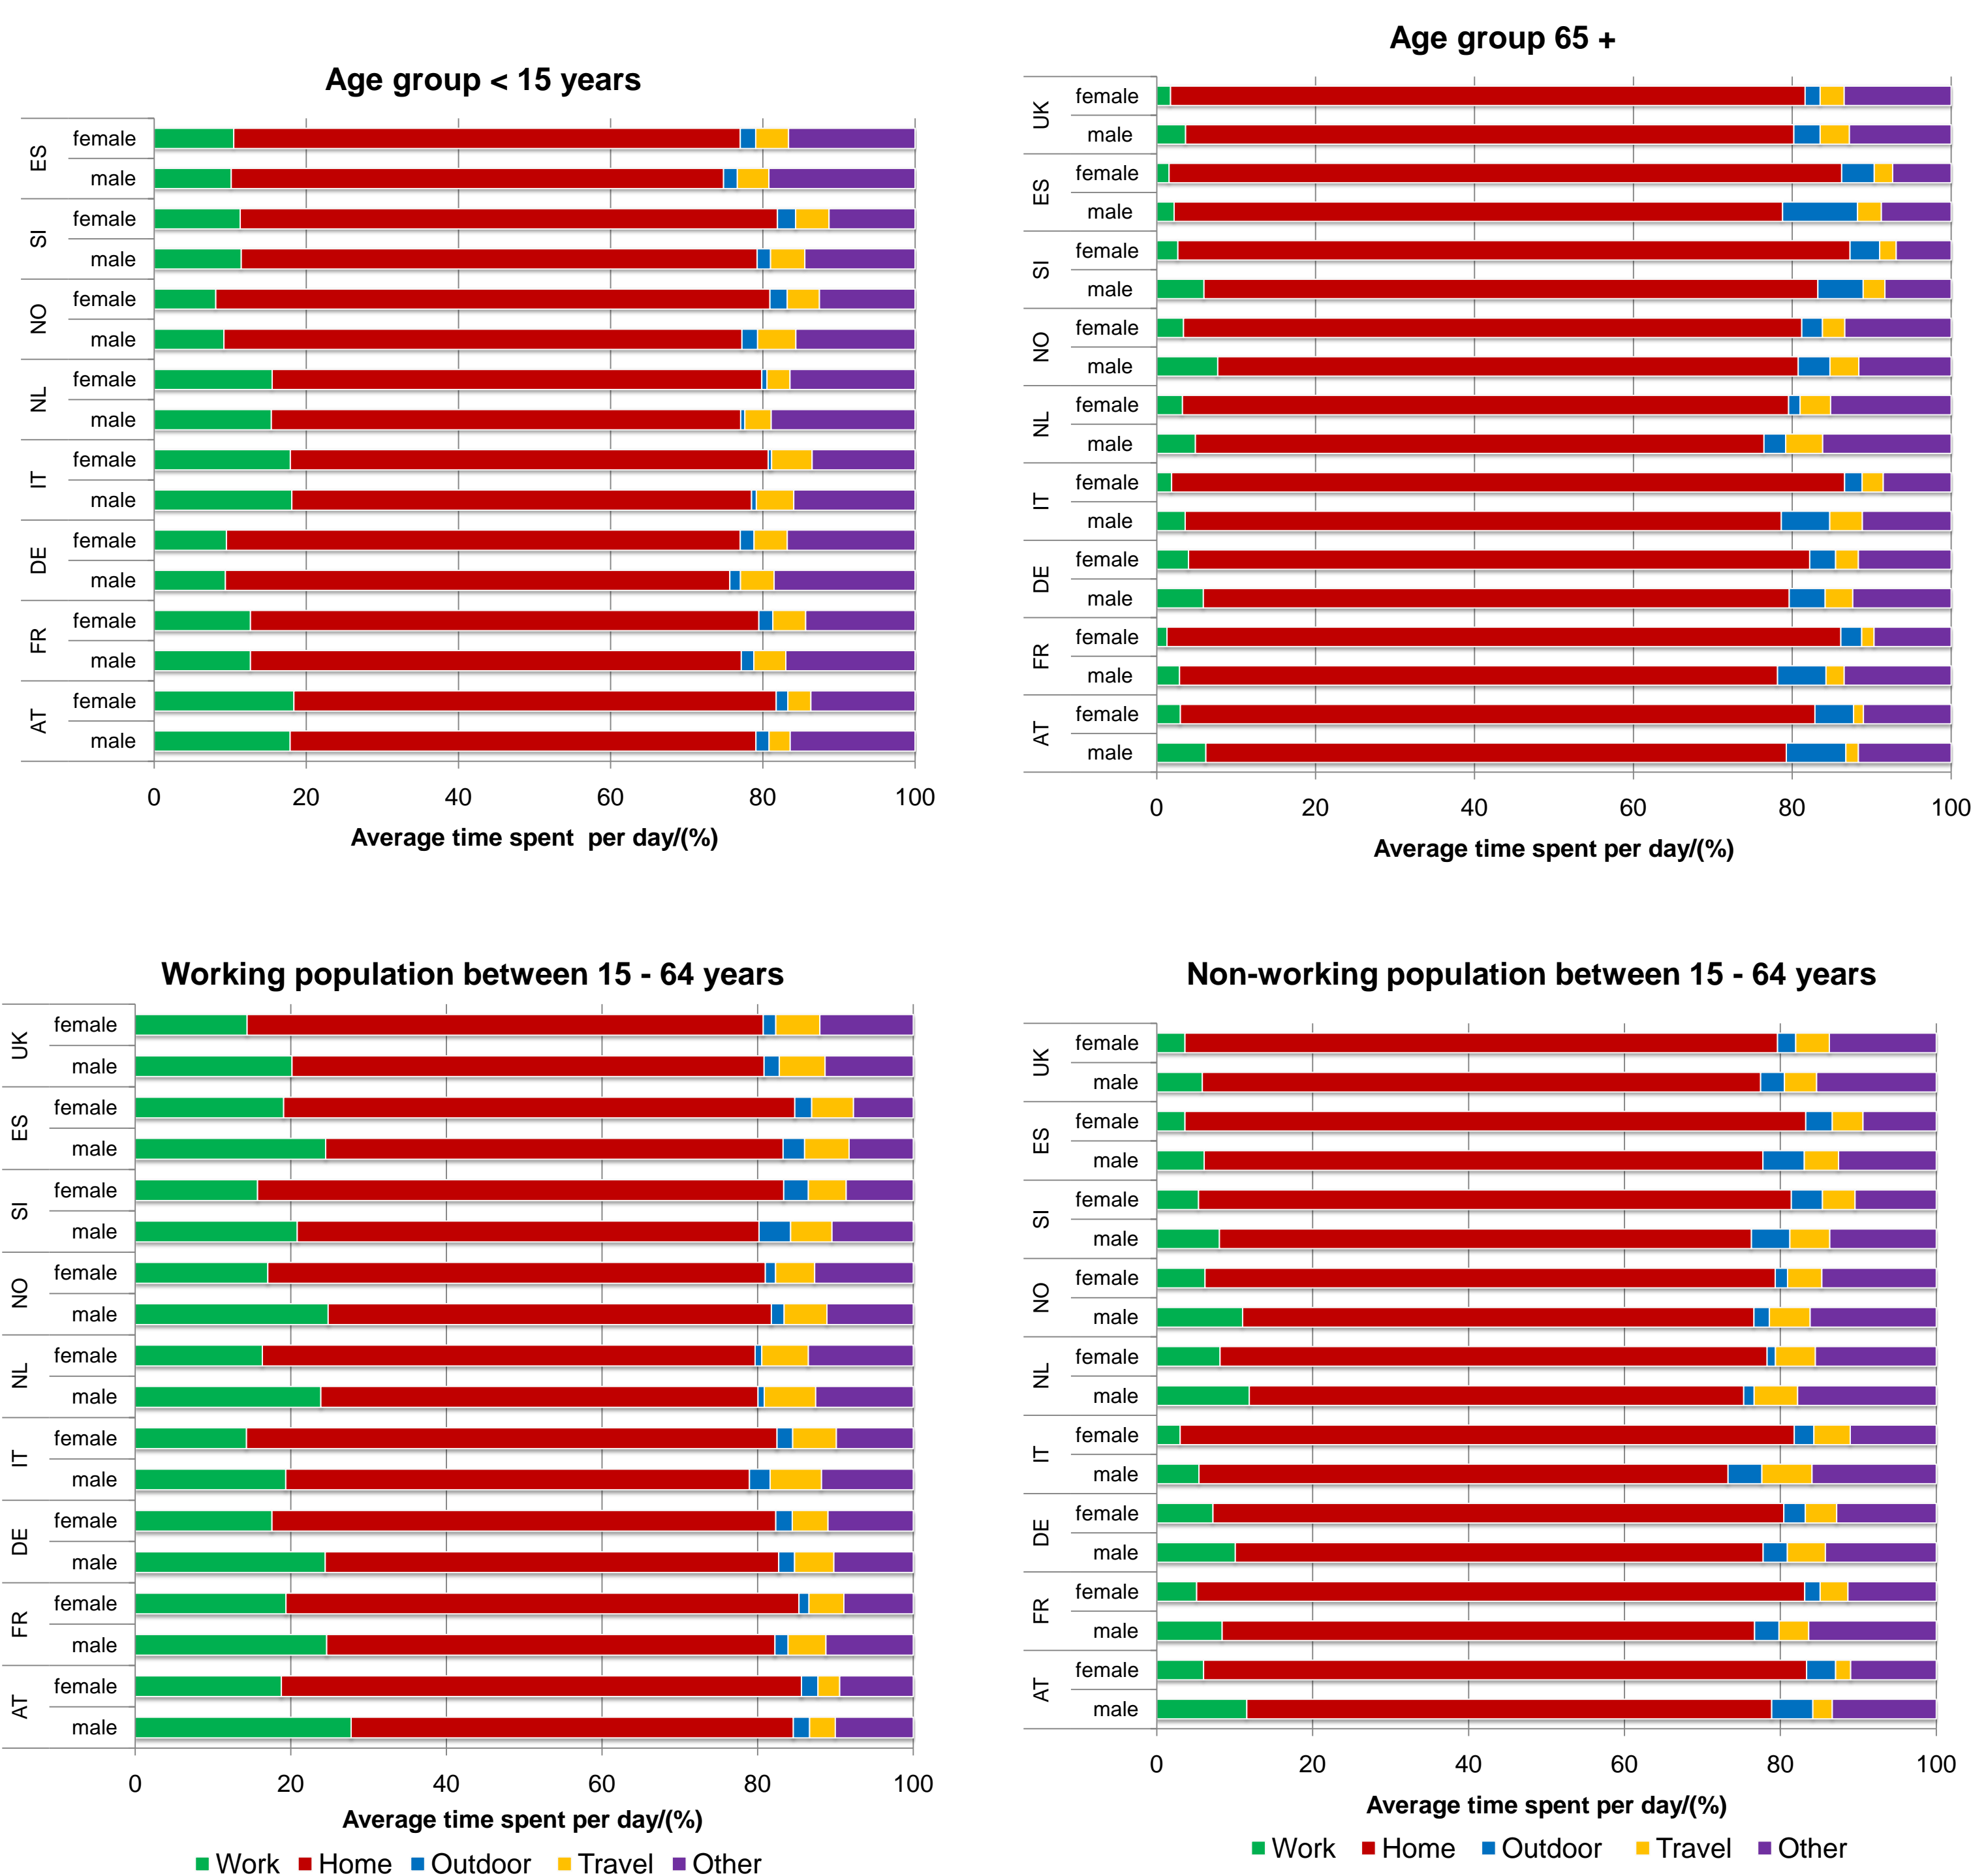 Age group < 15 years
ES
female
male
SI
female
male
NO
female
male
NL
female
male
IT
female
male
DE
female
male
FR
female
male
AT
female
male
0 20 40 60 80 100
Average time spent  per day/(%)
Age group 65 +
UK
female
male
ES
female
male
SI
female
male
NO
female
male
NL
female
male
IT
female
male
DE
female
male
FR
female
male
AT
female
male
0 20 40 60 80 100
Average time spent per day/(%)
Working population between 15 - 64 years
UK
female
male
ES
female
male
SI
female
male
NO
female
male
NL
female
male
IT
female
male
DE
female
male
FR
female
male
AT
female
male
0 20 40 60 80 100
Average time spent per day/(%)
Work Home Outdoor Travel Other
Non-working population between 15 - 64 years
UK
female
male
ES
female
male
SI
female
male
NO
female
male
NL
female
male
IT
female
male
DE
female
male
FR
female
male
AT
female
male
0 20 40 60 80 100
Average time spent per day/(%)
Work Home Outdoor Travel Other